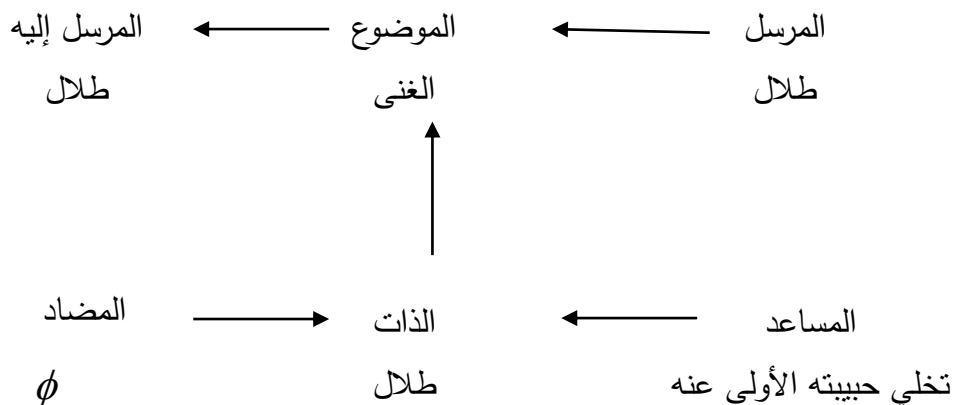 المرسل الموضوع المرسل إليه
طلال الغنى طلال
المساعد الذات المضاد
تخلي حبيبته الأولى عنه طلال ϕ